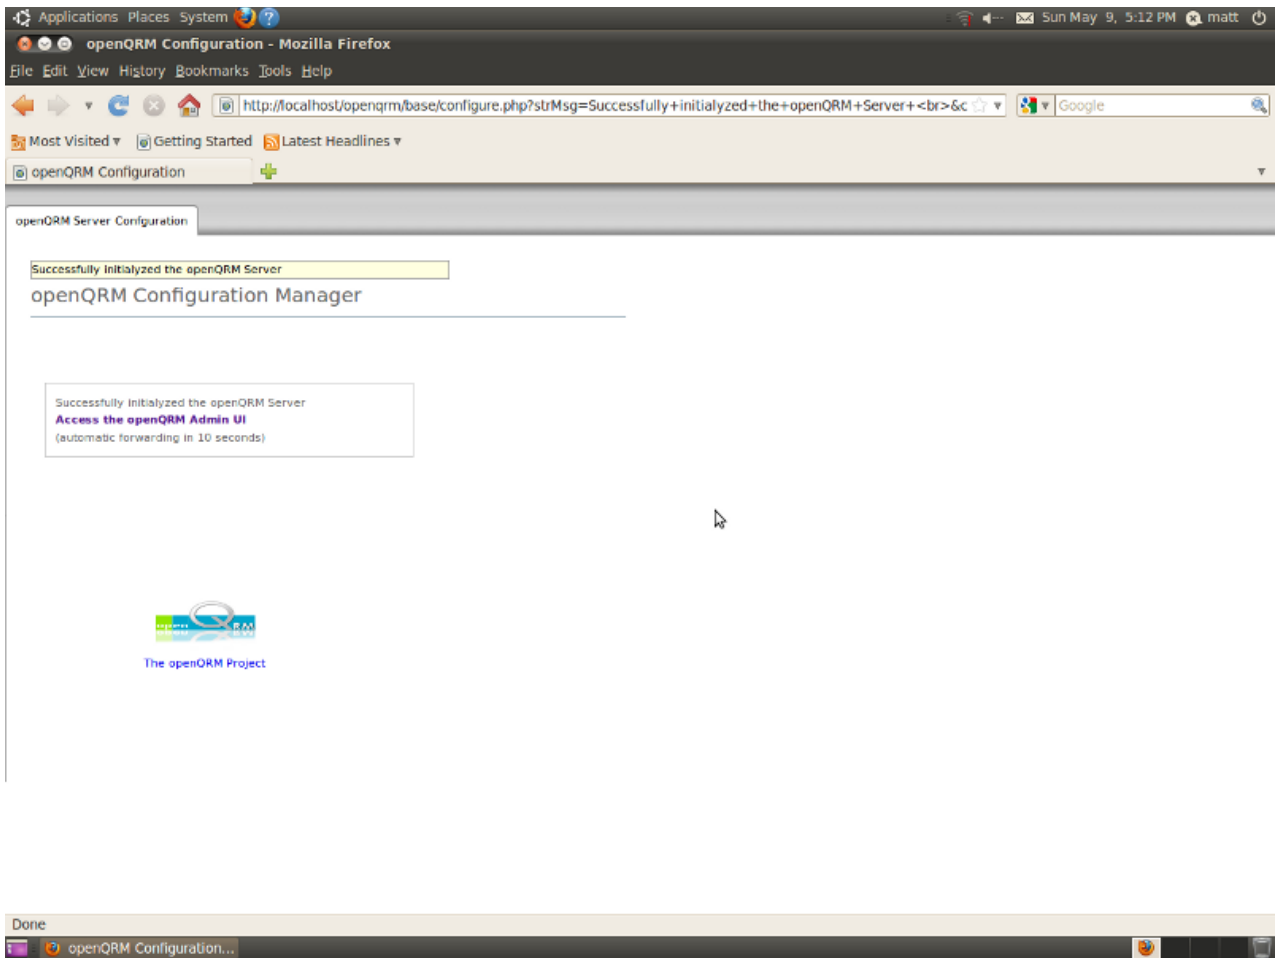 Applications Places System Sun May 9, 5:12 PM matt
openQRM Configuration - Mozilla Firefox
File Edit View History Bookmarks Tools Help
http://localhost/openqrm/base/configure.php?strMsg=Successfully+initialyzed+the+openQRM+Server+<br>&c Google
Most Visited Getting Started Latest Headlines
openQRM Configuration
openQRM Server Confguration
Successfully initialyzed the openQRM Server
openQRM Configuration Manager
Successfully initialyzed the openQRM Server
Access the openQRM Admin UI
(automatic forwarding in 10 seconds)
open QRM
The openQRM Project
Done
openQRM Configuration...